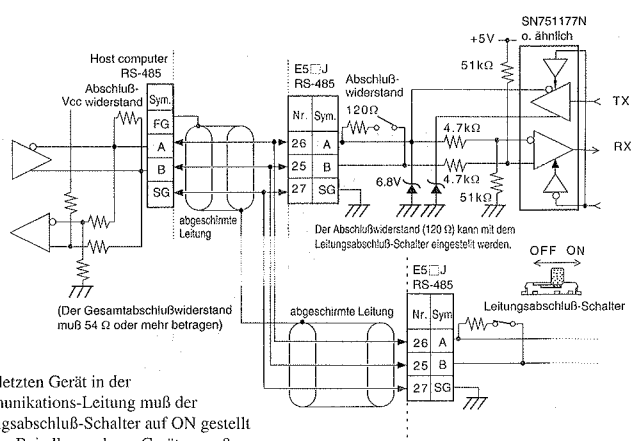 SN751177N
o. ähnlich
+5V
51kΩ
TX
RX
Host computer
RS-485
Abschluß-
widerstand
Vcc
Sym.
FG
A
B
SG
abgeschirmte
Leitung
E5□J
RS-485
Nr. Sym
26 A
25 B
27 SG
Abschluß-
widerstand
120Ω
4.7kΩ
4.7kΩ
6.8V
51kΩ
Der Abschlußwiderstand (120 Ω) kann mit dem
Leitungsabschluß-Schalter eingestellt werden.
(Der Gesamtabschlußwiderstand
muß 54 Ω oder mehr betragen)
abgeschirmte Leitung
E5□J
RS-485
Nr. Sym
26 A
25 B
27 SG
OFF ON
Leitungsabschluß-Schalter
letzten Gerät in der
munikations-Leitung muß der
ngsabschluß-Schalter auf ON gestellt